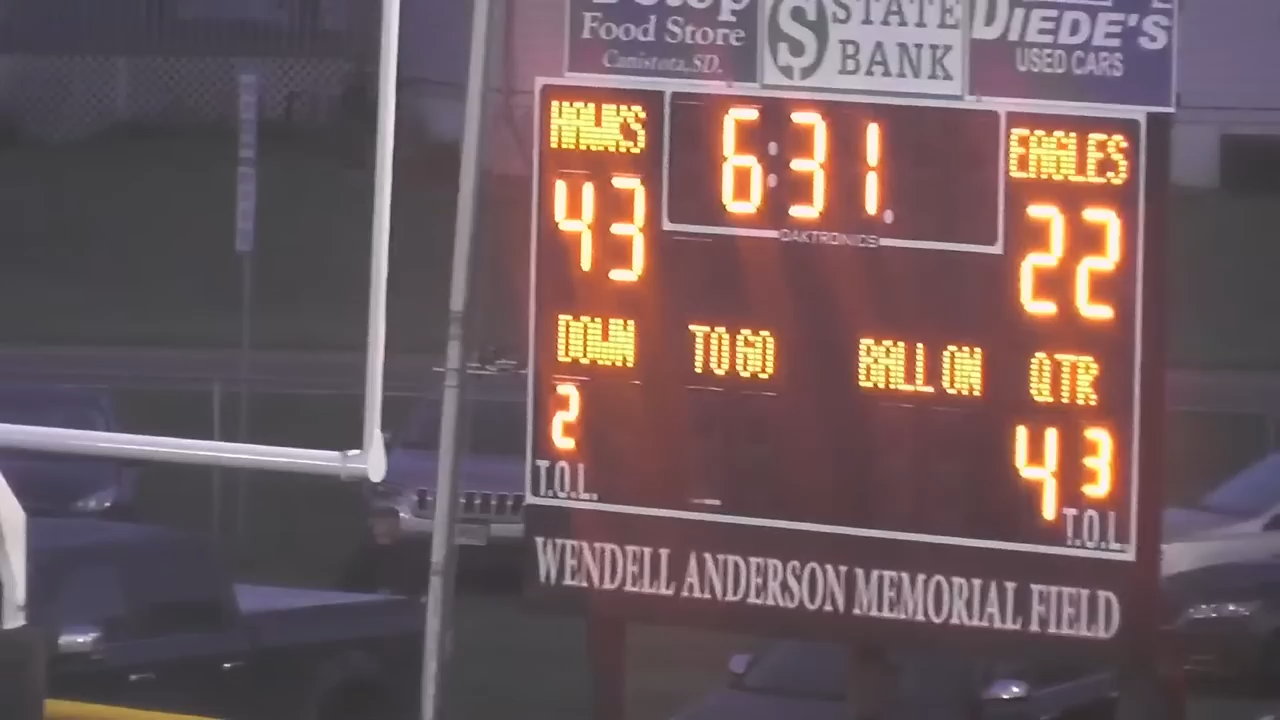 Food Store
Canistota, SD.
$ STATE
BANK
DIEDE'S
USED CARS
HAWKS
6:31
EAGLES
43
22
DAKTRONICS
DOWN TO GO BALL ON QTR
2
4 3
T.O.L.
T.O.L.
WENDELL ANDERSON MEMORIAL FIELD